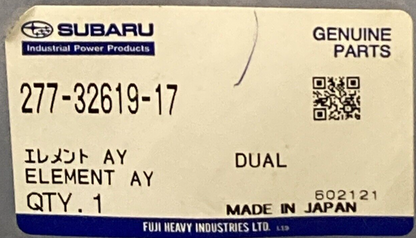 SUBARU
Industrial Power Products
GENUINE
PARTS
277-32619-17
エレメント AY
DUAL
ELEMENT AY
602121
QTY. 1
MADE IN JAPAN
FUJI HEAVY INDUSTRIES LTD. LTD